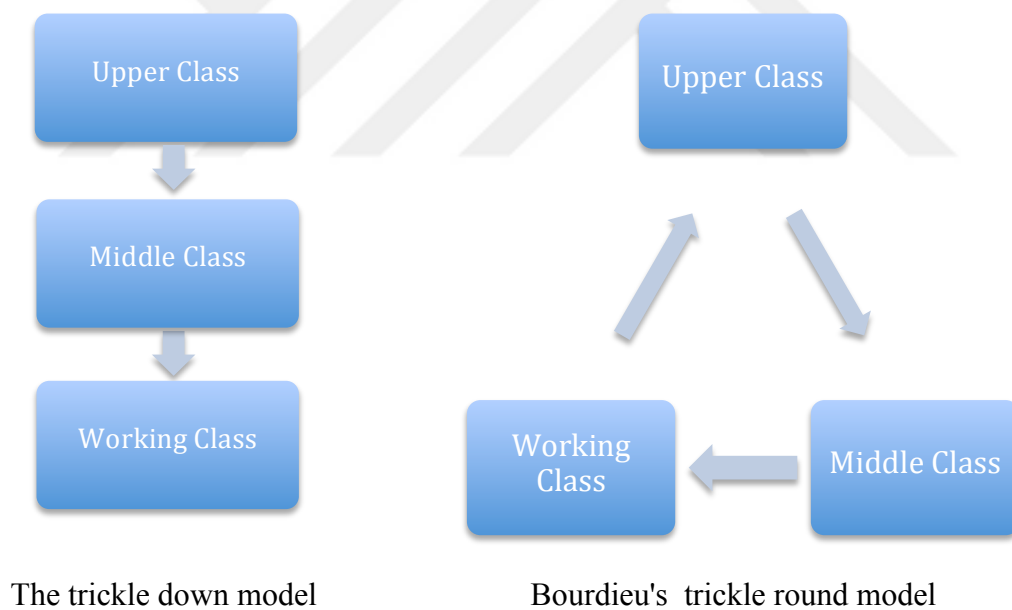 Upper Class
Middle Class
Working Class
The trickle down model
Upper Class
Working
Class
Middle Class
Bourdieu's trickle round model